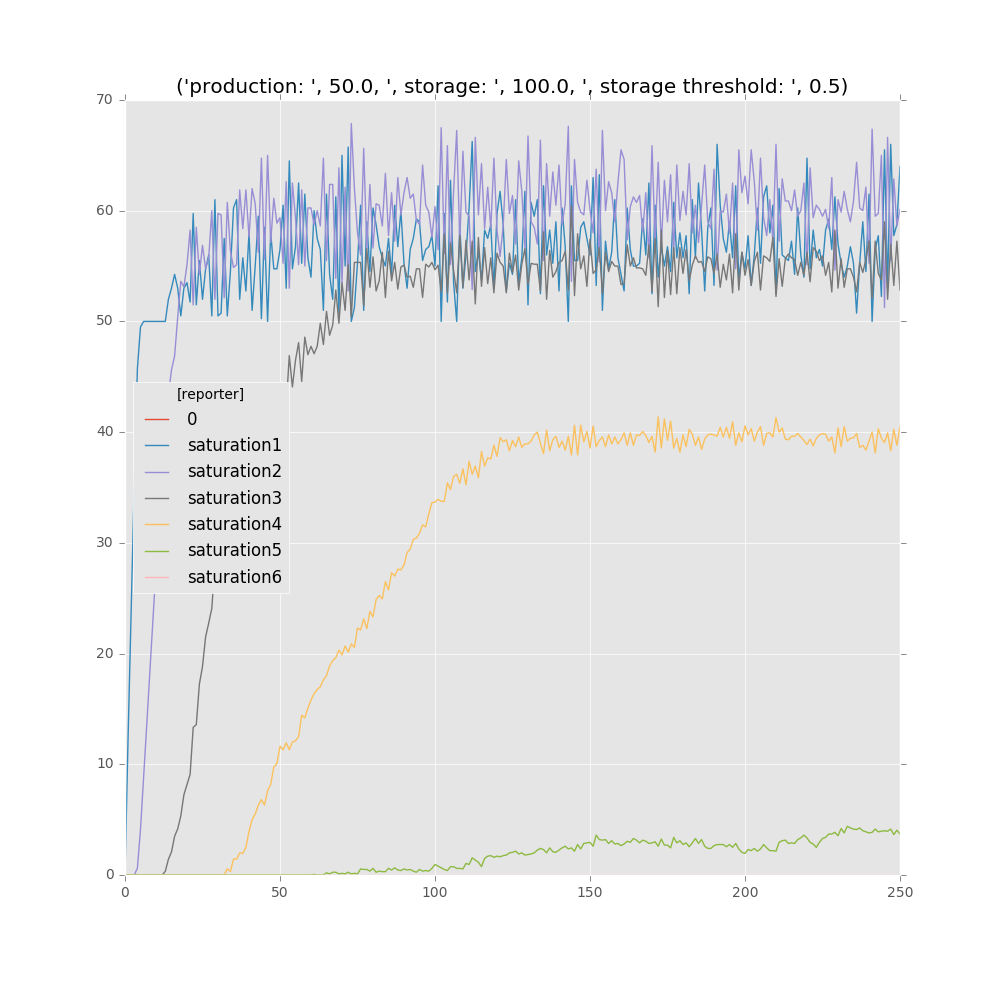 ('production: ', 50.0, ', storage: ', 100.0, ', storage threshold: ', 0.5)
70
60
50
40
30
20
10
0
[reporter]
0
saturation1
saturation2
saturation3
saturation4
saturation5
saturation6
0 50 100 150 200 250